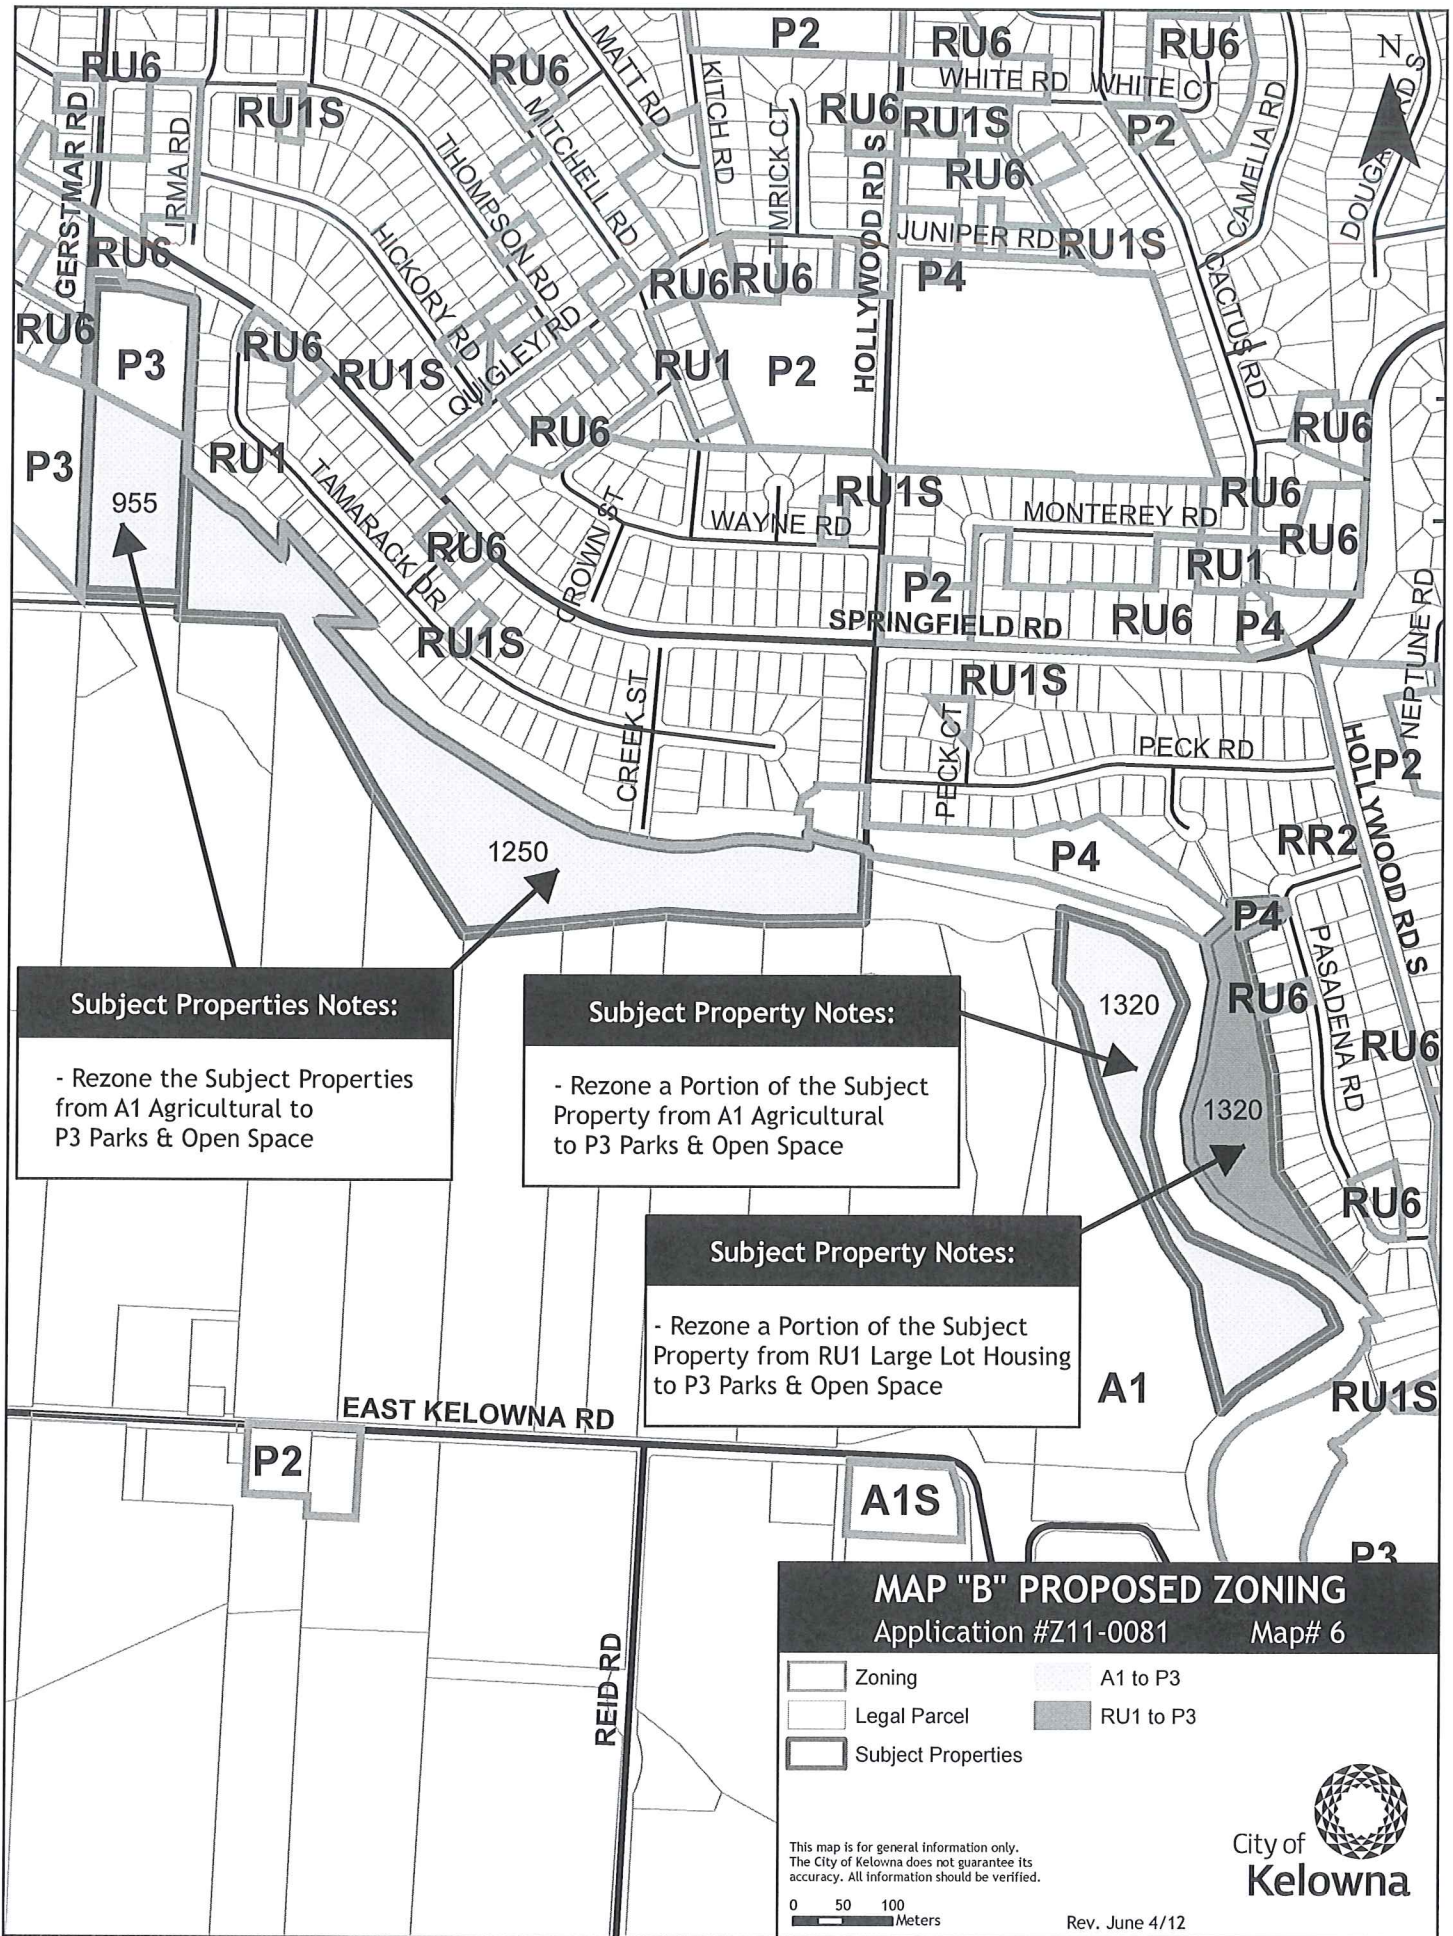 P2
RU6
RU6
N
RU6
RU6
MATT RD
KITCH RD
WHITE RD
WHITE CT
RU1S
RU6
RU1S
P2
GERSTMAR RD
IRMA RD
THOMPSON RD
MITCHELL RD
HOLLYWOOD RD S
CAMELIA RD
RU6
HICKORY RD
JUNIPER RD
RU1S
RU6
RU6
RU6
P4
CACTUS RD
RU6
P3
RU6
RU1S
QUIGLEY RD
RU1
P2
RU6
RU6
P3
RU1
955
TAMARACK DR
RU6
CROWN ST
WAYNE RD
RU1S
MONTEREY RD
RU6
RU6
RU1
P2
SPRINGFIELD RD
RU6
P4
NEPTUNE RD
RU1S
RU1S
CREEK ST
PECK CT
PECK RD
P2
HOLLYWOOD RD S
1250
P4
RR2
P4
PASADENA RD
RU6
RU6
1320
1320
RU6
Subject Properties Notes:
- Rezone the Subject Properties
from A1 Agricultural to
P3 Parks & Open Space
Subject Property Notes:
- Rezone a Portion of the Subject
Property from A1 Agricultural
to P3 Parks & Open Space
Subject Property Notes:
- Rezone a Portion of the Subject
Property from RU1 Large Lot Housing
to P3 Parks & Open Space
A1
RU1S
EAST KELOWNA RD
P2
A1S
P3
REID RD
MAP "B" PROPOSED ZONING
Application #Z11-0081 Map# 6
Zoning
A1 to P3
Legal Parcel
RU1 to P3
Subject Properties
This map is for general information only.
The City of Kelowna does not guarantee its
accuracy. All information should be verified.
0 50 100
Meters
Rev. June 4/12
City of
Kelowna